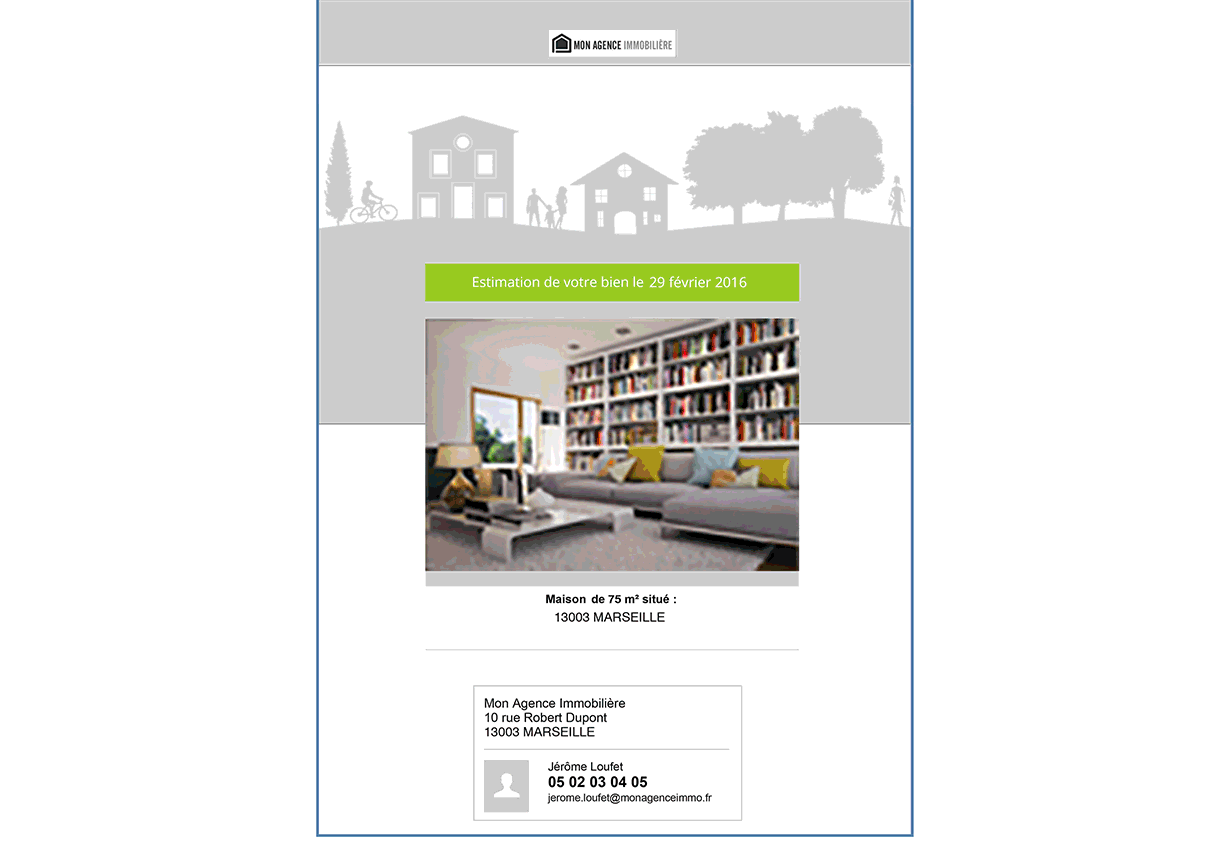 MON AGENCE IMMOBILIÈRE
Estimation de votre bien le 29 février 2016
Maison de 75 m² situé :
13003 MARSEILLE
Mon Agence Immobilière
10 rue Robert Dupont
13003 MARSEILLE
Jérôme Loufet
05 02 03 04 05
jerome.loufet@monagenceimmo.fr